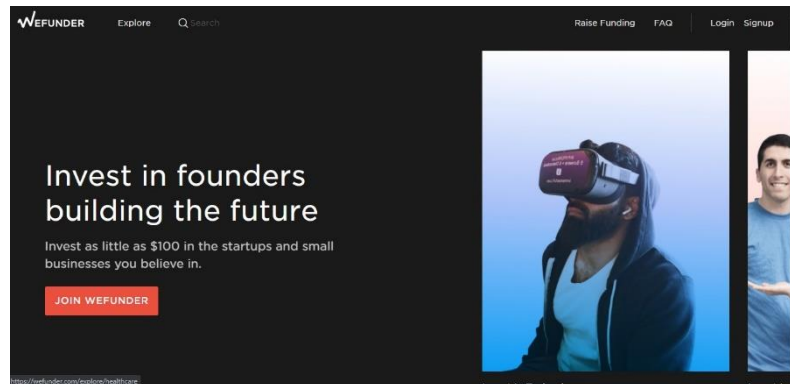 WEFUNDER
Explore
Search
Raise Funding
FAQ
Login
Signup
Invest in founders
building the future
Invest as little as $100 in the startups and small
businesses you believe in.
JOIN WEFUNDER
https://wefunder.com/explore/healthcare